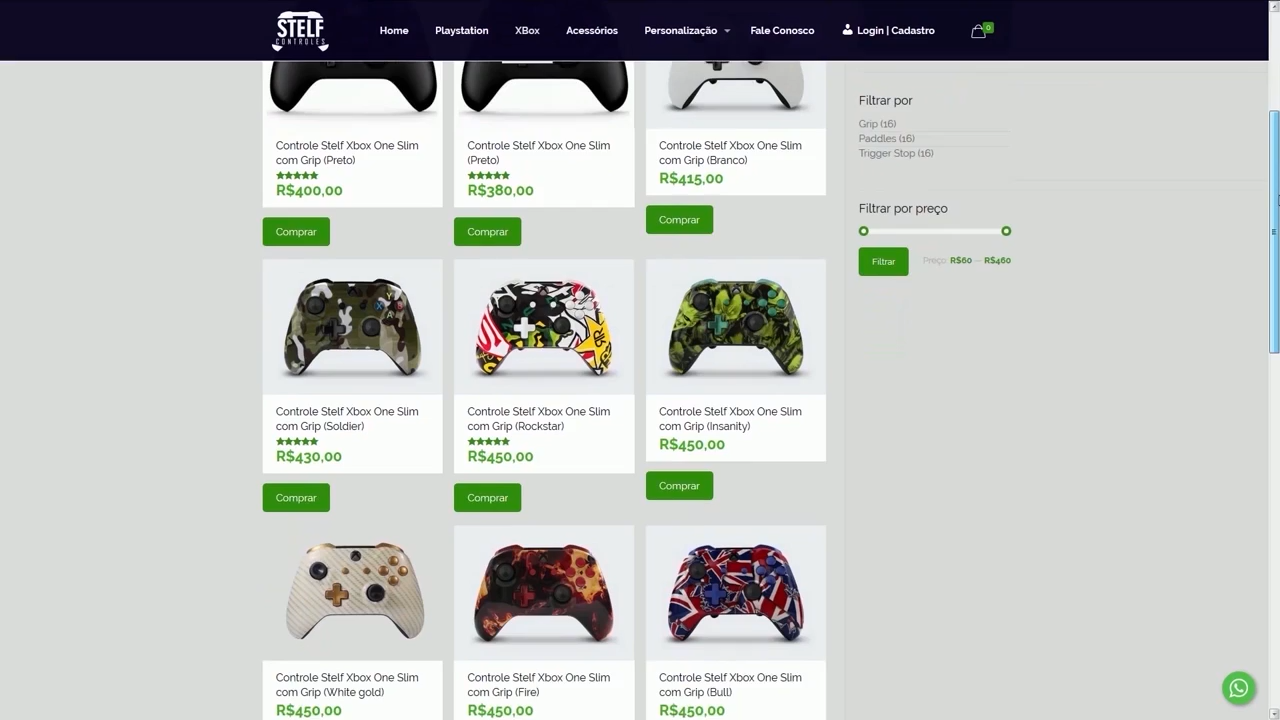 STELF
CONTROLES
Home
Playstation
XBox
Acessórios
Personalização
Fale Conosco
Login | Cadastro
0
Controle Stelf Xbox One Slim
com Grip (Preto)
R$400,00
Comprar
Controle Stelf Xbox One Slim
(Preto)
R$380,00
Comprar
Controle Stelf Xbox One Slim
com Grip (Branco)
R$415,00
Comprar
Filtrar por
Grip (16)
Paddles (16)
Trigger Stop (16)
Filtrar por preço
Filtrar
Preço: R$60 — R$460
Controle Stelf Xbox One Slim
com Grip (Soldier)
R$430,00
Comprar
Controle Stelf Xbox One Slim
com Grip (Rockstar)
R$450,00
Comprar
Controle Stelf Xbox One Slim
com Grip (Insanity)
R$450,00
Comprar
Controle Stelf Xbox One Slim
com Grip (White gold)
R$450,00
Controle Stelf Xbox One Slim
com Grip (Fire)
R$450,00
Controle Stelf Xbox One Slim
com Grip (Bull)
R$450,00